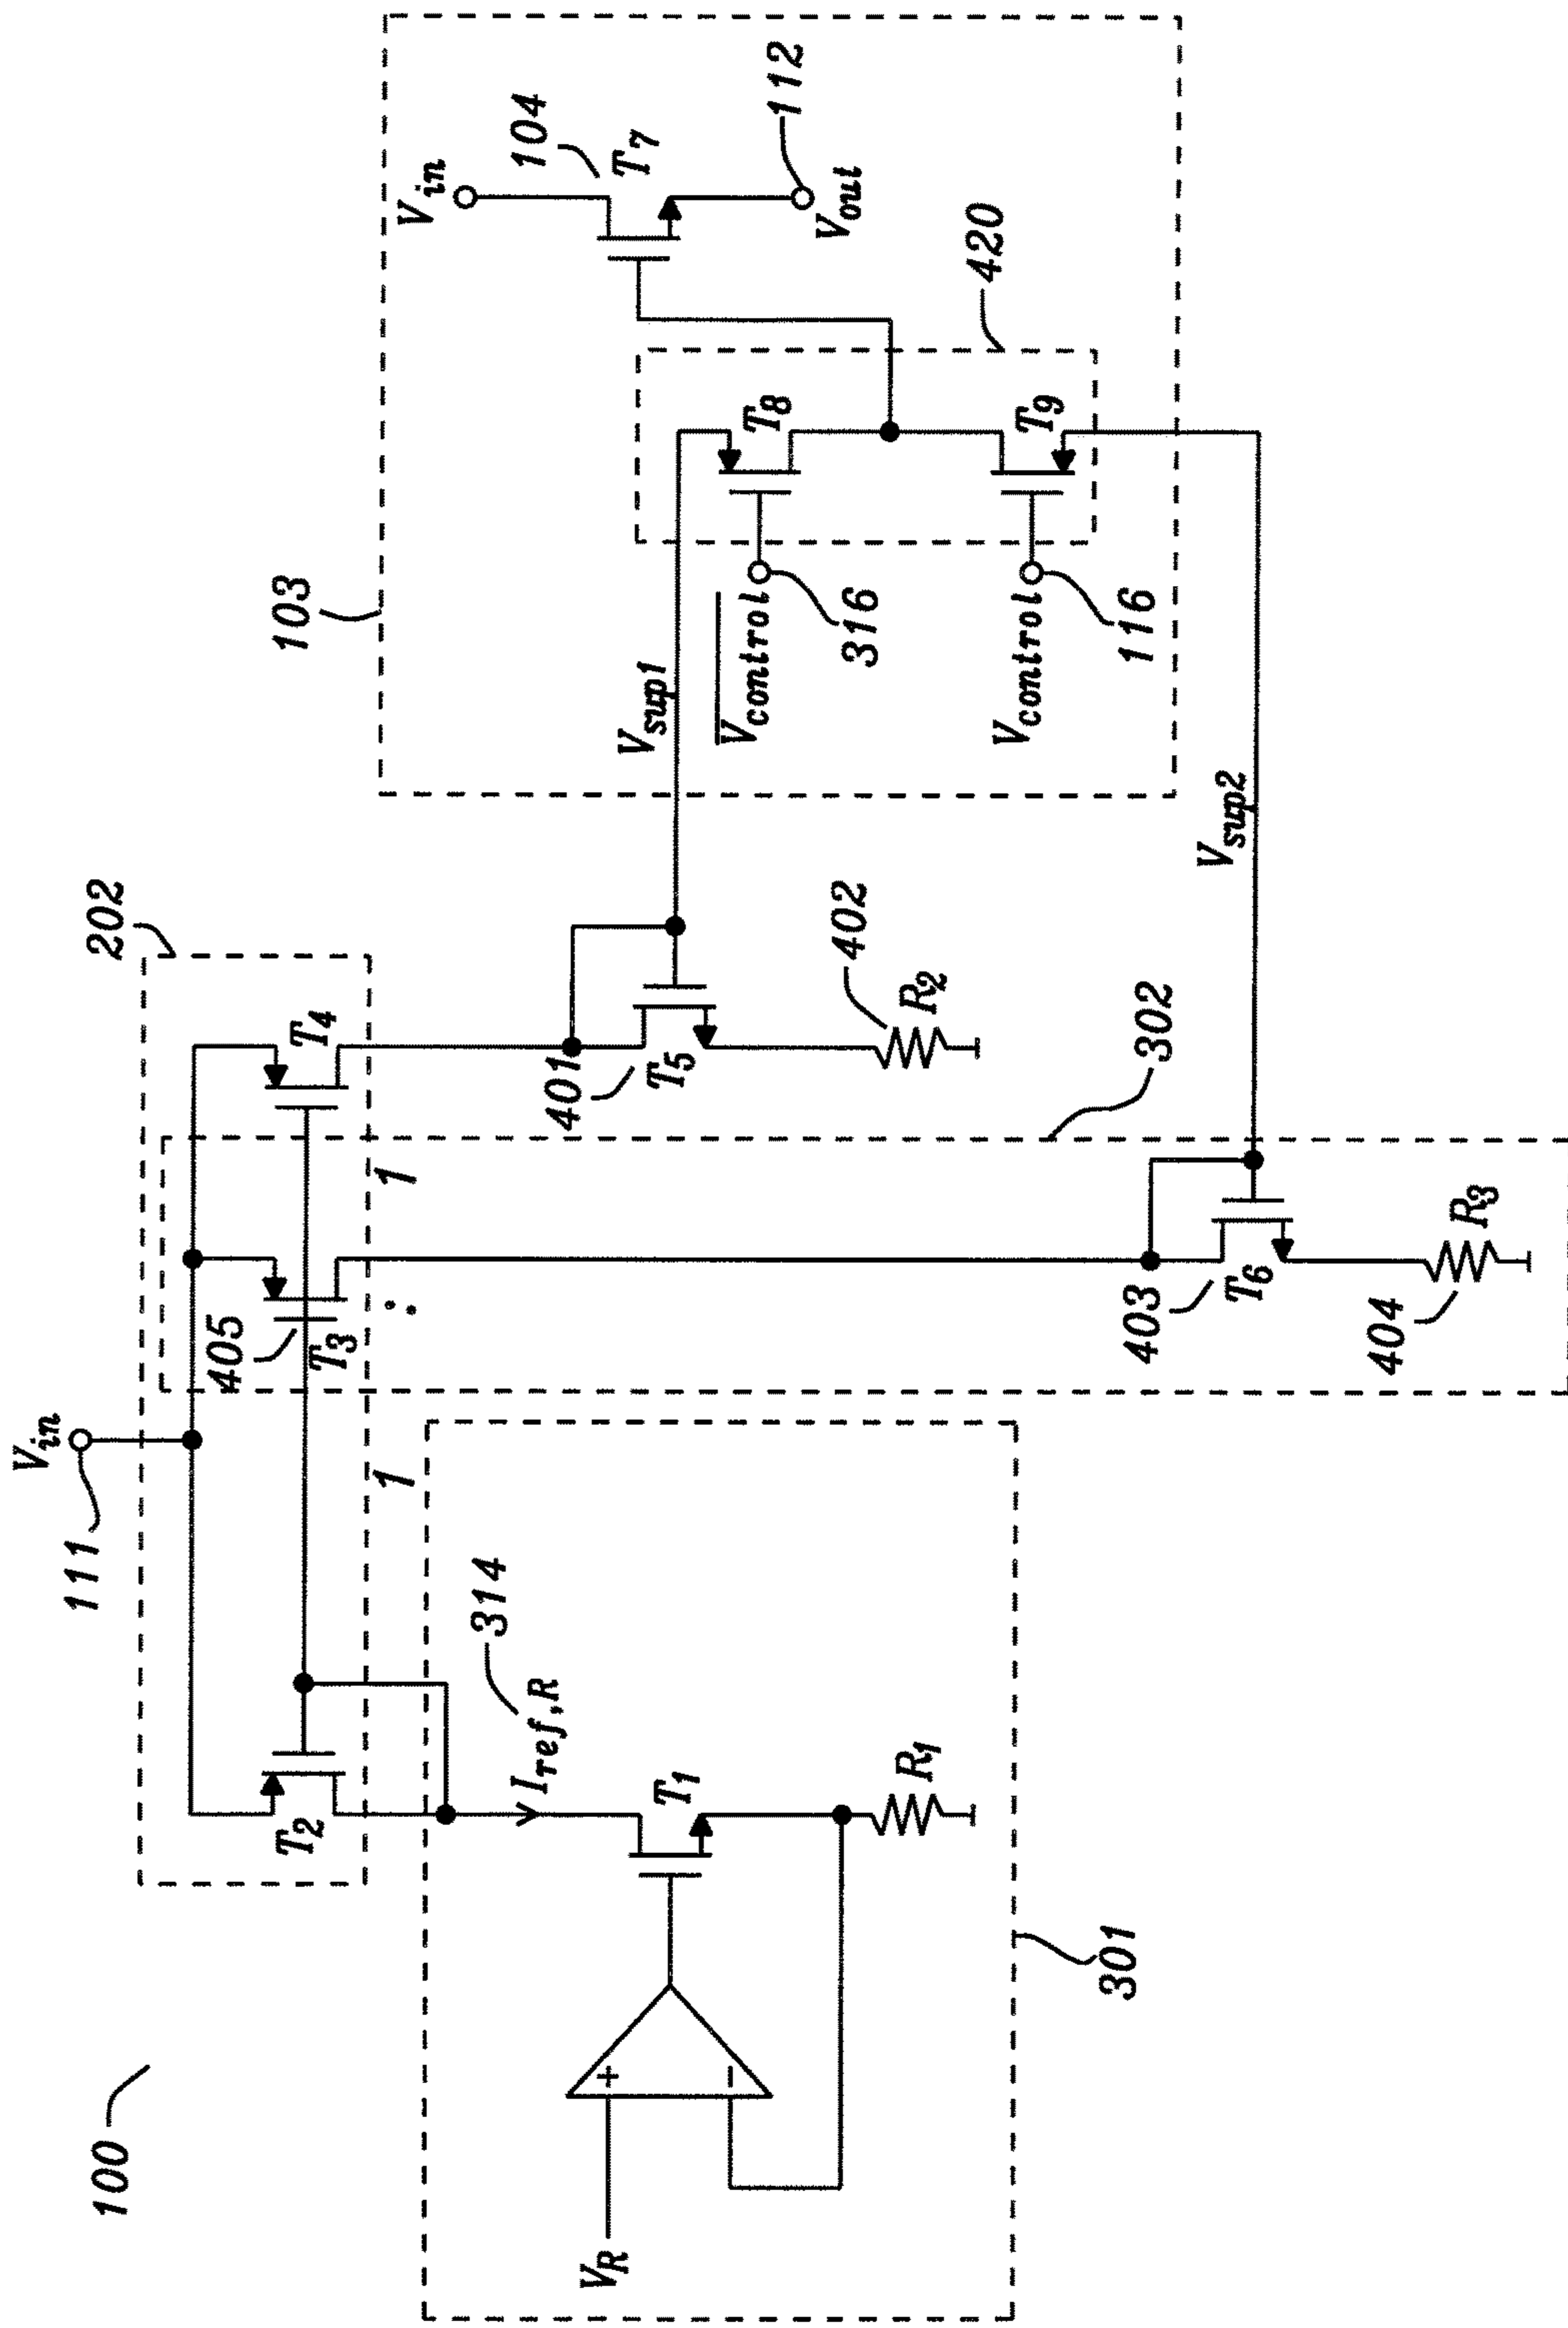 100
V_in
111
202
T_2
405
T_3
T_4
1 : 1
314
I_ref,R
V_R
+
−
T_1
R_1
301
401
T_5
402
R_2
302
403
T_6
404
R_3
103
V_sup1
V_sup2
V_in
104
T_7
112
V_out
420
T_8
T_9
V̅_control
316
V_control
116